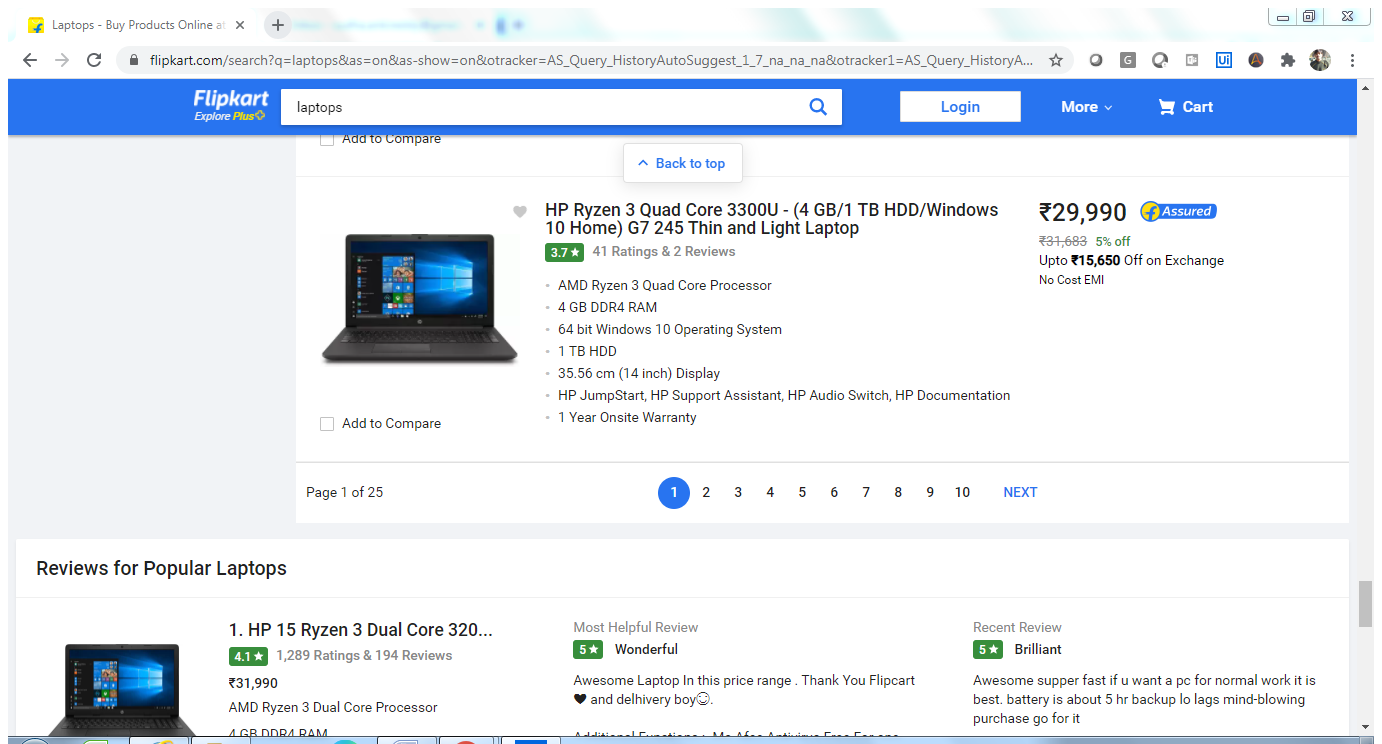 Laptops - Buy Products Online at
flipkart.com/search?q=laptops&as=on&as-show=on&otracker=AS_Query_HistoryAutoSuggest_1_7_na_na_na&otracker1=AS_Query_HistoryA...
Flipkart
Explore Plus
laptops
Login
More
Cart
Add to Compare
Back to top
HP Ryzen 3 Quad Core 3300U - (4 GB/1 TB HDD/Windows
10 Home) G7 245 Thin and Light Laptop
3.7★ 41 Ratings & 2 Reviews
• AMD Ryzen 3 Quad Core Processor
• 4 GB DDR4 RAM
• 64 bit Windows 10 Operating System
• 1 TB HDD
• 35.56 cm (14 inch) Display
• HP JumpStart, HP Support Assistant, HP Audio Switch, HP Documentation
• 1 Year Onsite Warranty
₹29,990 Assured
₹31,683 5% off
Upto ₹15,650 Off on Exchange
No Cost EMI
Add to Compare
Page 1 of 25
1 2 3 4 5 6 7 8 9 10 NEXT
Reviews for Popular Laptops
1. HP 15 Ryzen 3 Dual Core 320...
4.1★ 1,289 Ratings & 194 Reviews
₹31,990
AMD Ryzen 3 Dual Core Processor
4 GB DDR4 RAM
Most Helpful Review
5★ Wonderful
Awesome Laptop In this price range . Thank You Flipcart
♥ and delhivery boy☺.
Recent Review
5★ Brilliant
Awesome supper fast if u want a pc for normal work it is
best. battery is about 5 hr backup lo lags mind-blowing
purchase go for it